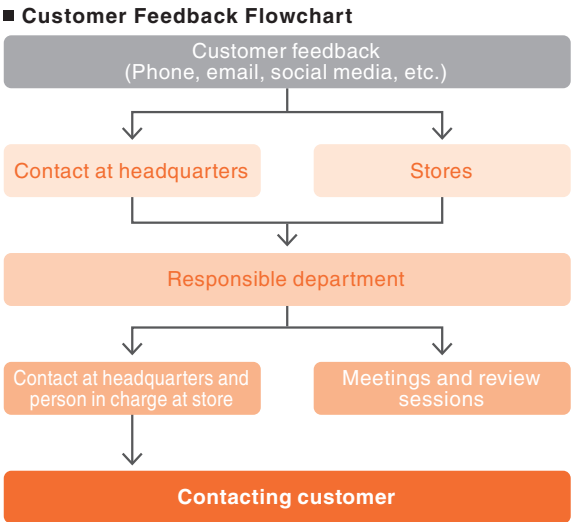 ■ Customer Feedback Flowchart
Customer feedback
(Phone, email, social media, etc.)
Contact at headquarters
Stores
Responsible department
Contact at headquarters and
person in charge at store
Meetings and review
sessions
Contacting customer